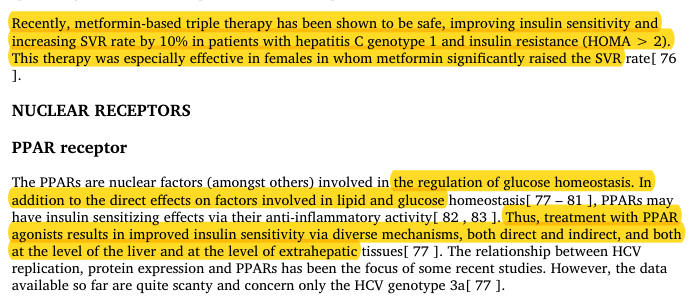 Recently, metformin-based triple therapy has been shown to be safe, improving insulin sensitivity and
increasing SVR rate by 10% in patients with hepatitis C genotype 1 and insulin resistance (HOMA > 2).
This therapy was especially effective in females in whom metformin significantly raised the SVR rate[ 76
].
NUCLEAR RECEPTORS
PPAR receptor
The PPARs are nuclear factors (amongst others) involved in the regulation of glucose homeostasis. In
addition to the direct effects on factors involved in lipid and glucose homeostasis[ 77 – 81 ], PPARs may
have insulin sensitizing effects via their anti-inflammatory activity[ 82 , 83 ]. Thus, treatment with PPAR
agonists results in improved insulin sensitivity via diverse mechanisms, both direct and indirect, and both
at the level of the liver and at the level of extrahepatic tissues[ 77 ]. The relationship between HCV
replication, protein expression and PPARs has been the focus of some recent studies. However, the data
available so far are quite scanty and concern only the HCV genotype 3a[ 77 ].